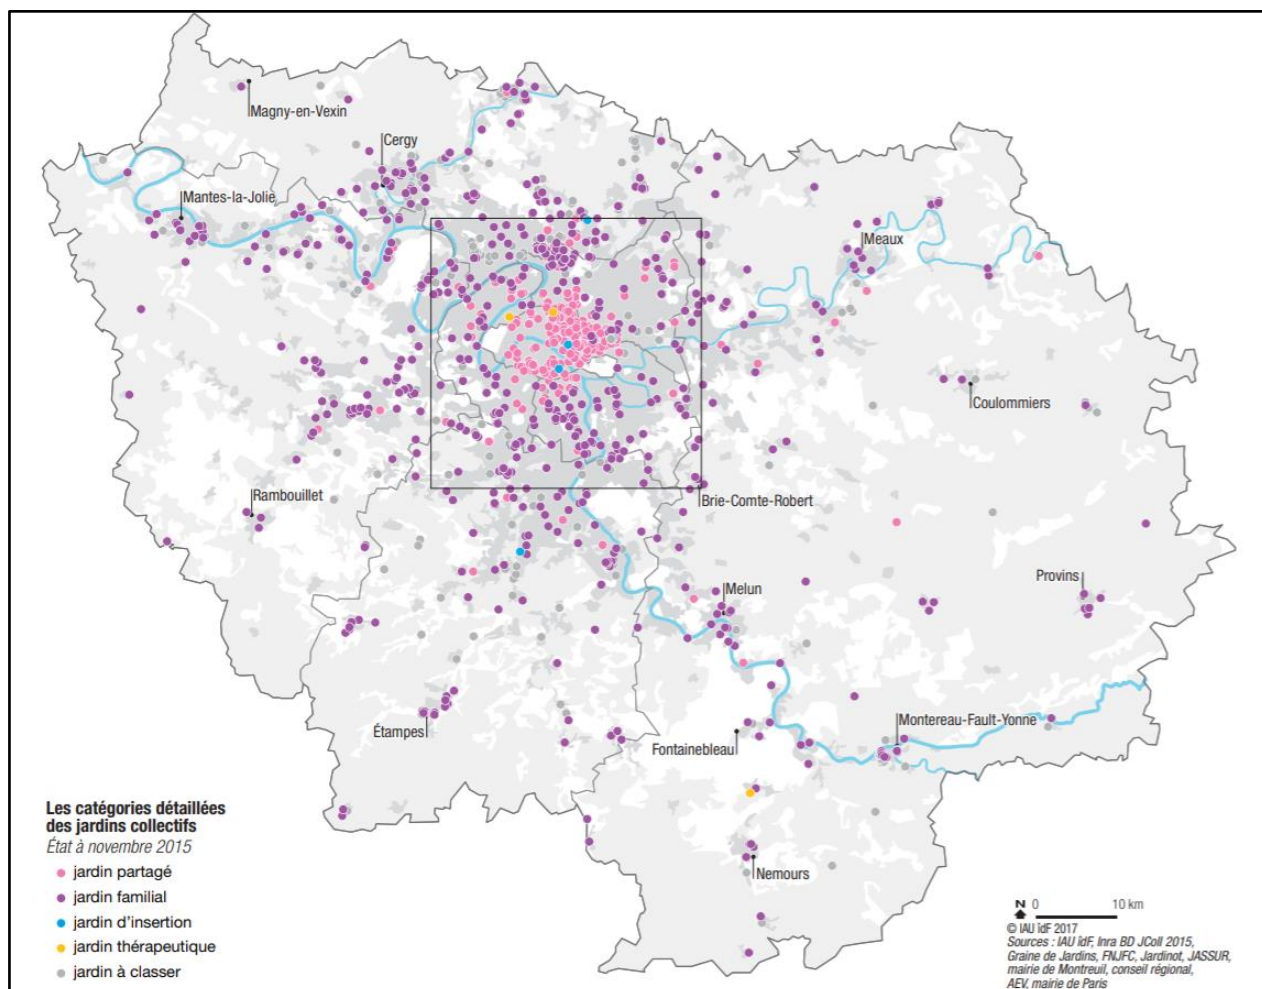 Magny-en-Vexin
Cergy
Mantes-la-Jolie
Meaux
Coulommiers
Rambouillet
Brie-Comte-Robert
Provins
Melun
Étampes
Montereau-Fault-Yonne
Fontainebleau
Nemours
Les catégories détaillées
des jardins collectifs
État à novembre 2015
jardin partagé
jardin familial
jardin d'insertion
jardin thérapeutique
jardin à classer
N 0 10 km
© IAU îdF 2017
Sources : IAU îdF, Inra BD JColl 2015,
Graine de Jardins, FNJFC, Jardinot, JASSUR,
mairie de Montreuil, conseil régional,
AEV, mairie de Paris